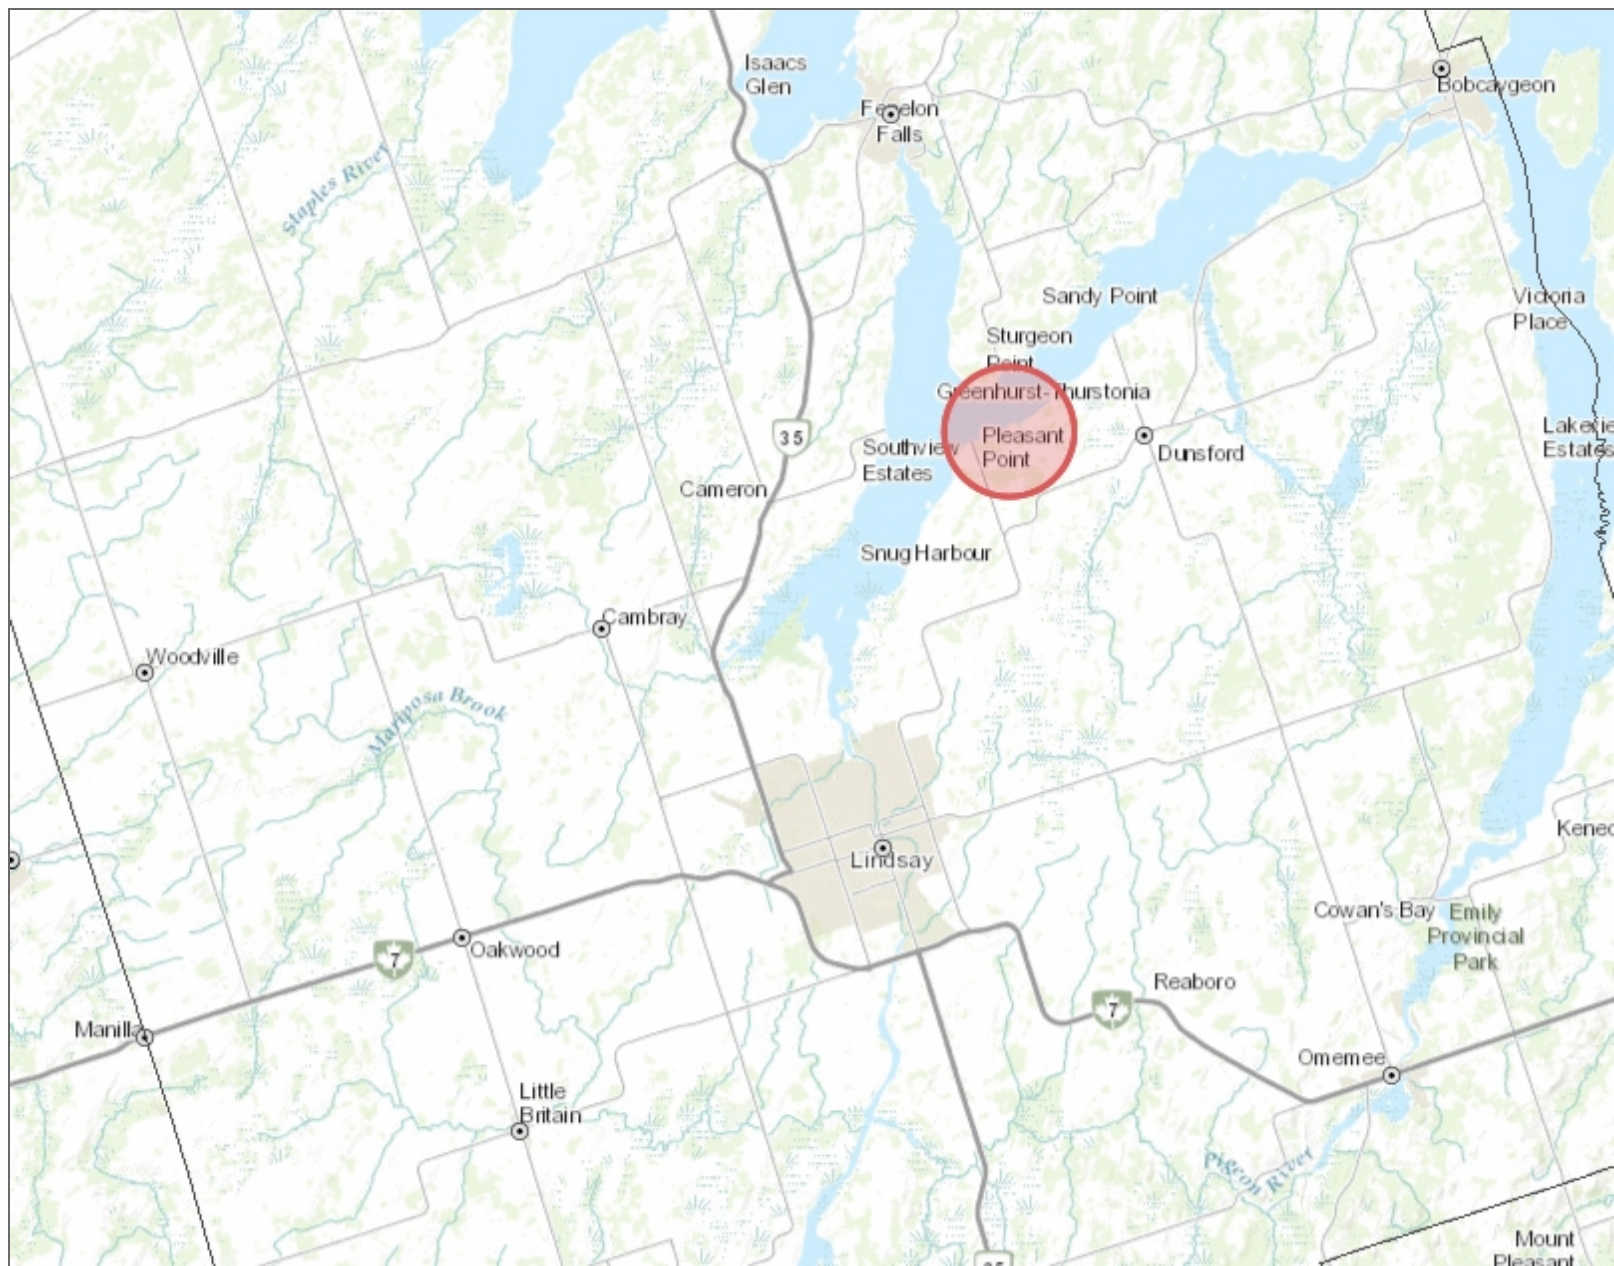 Isaacs
Glen
Fenelon
Falls
Bobcaygeon
Staples River
Sandy Point
Victoria
Place
Sturgeon
Point
Greenhurst-Thurstonia
35
Pleasant
Point
Southview
Estates
Dunsford
Cameron
Snug Harbour
Cambray
Woodville
Mariposa Brook
Lindsay
Cowan's Bay
Emily
Provincial
Park
7
Oakwood
Reaboro
7
Manilla
Omemee
Little
Britain
Pigeon River
Mount
Pleasant
35